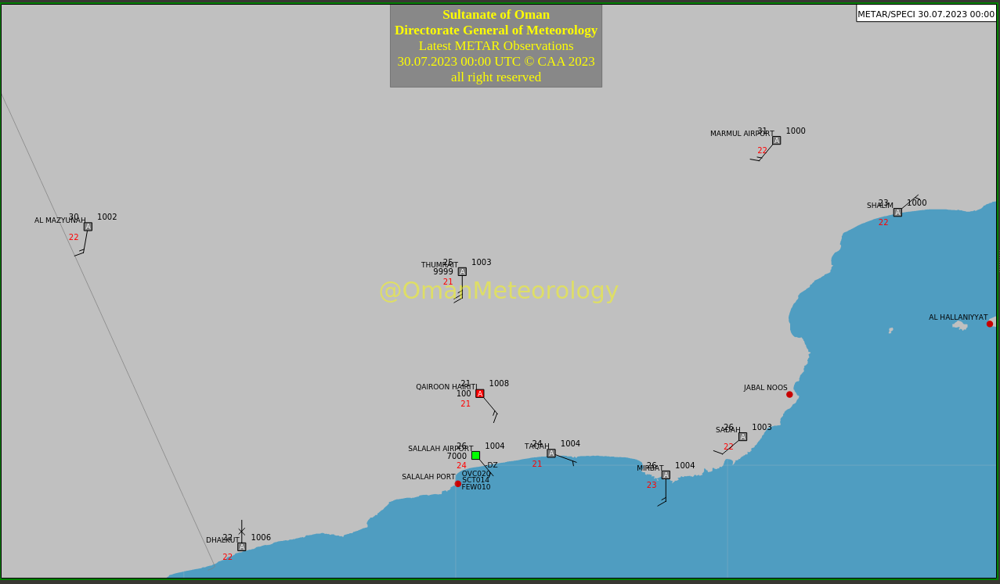 Sultanate of Oman
Directorate General of Meteorology
Latest METAR Observations
30.07.2023 00:00 UTC © CAA 2023
all right reserved
METAR/SPECI 30.07.2023 00:00
MARMUL AIRPORT
31
1000
A
22
SHALIM
23
1000
A
22
AL MAZYUNAH
30
1002
A
22
THUMRAIT
25
1003
9999
A
21
@OmanMeteorology
AL HALLANIYYAT
QAIROON HAIRITI
21
1008
100
A
21
JABAL NOOS
SADAH
26
1003
A
22
SALALAH AIRPORT
26
1004
7000
24
-DZ
OVC020
SCT014
FEW010
TAQAH
24
1004
A
21
MIRBAT
26
1004
A
23
SALALAH PORT
DHALKUT
22
1006
A
22